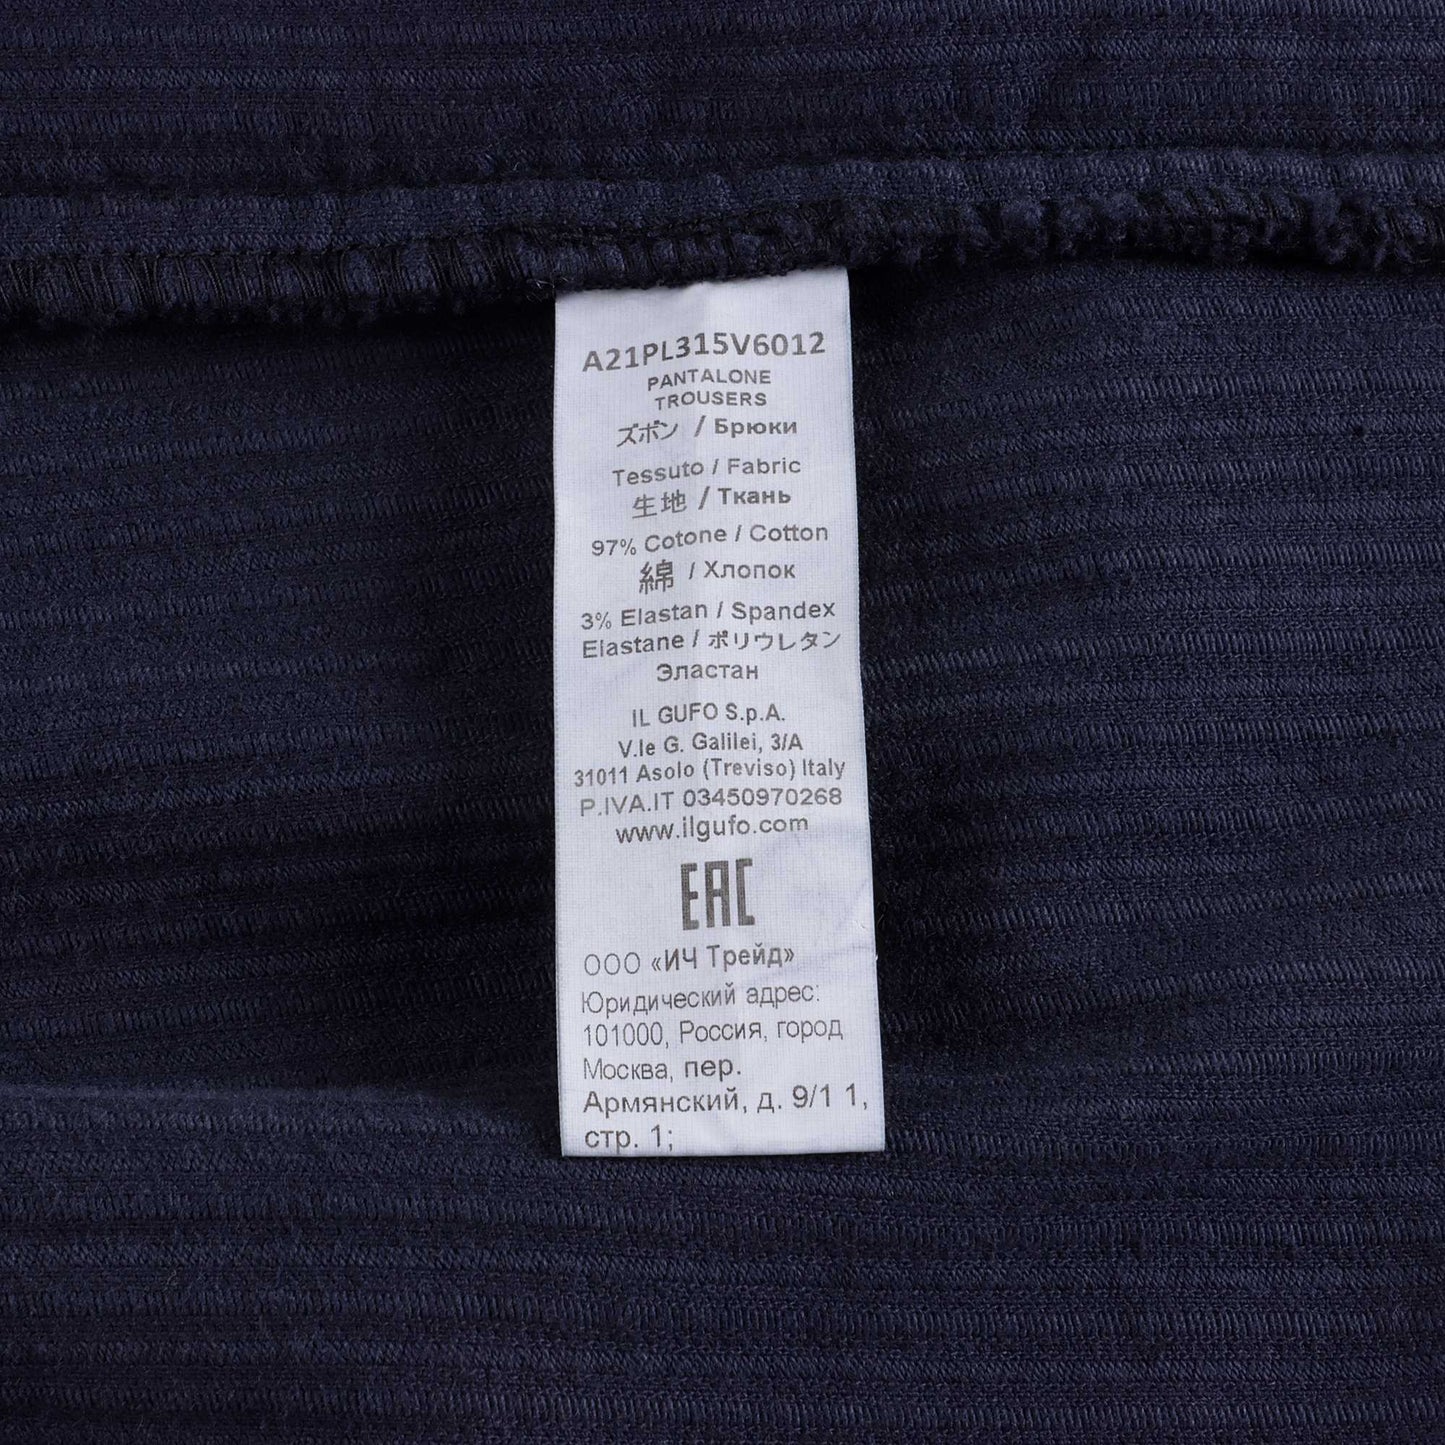 A21PL315V6012
PANTALONE
TROUSERS
ズボン / Брюки
Tessuto / Fabric
生地 / Ткань
97% Cotone / Cotton
綿 / Хлопок
3% Elastan / Spandex
Elastane / ポリウレタン
Эластан
IL GUFO S.p.A.
V.le G. Galilei, 3/A
31011 Asolo (Treviso) Italy
P.IVA.IT 03450970268
www.ilgufo.com
EAC
ООО «ИЧ Трейд»
Юридический адрес:
101000, Россия, город
Москва, пер.
Армянский, д. 9/1 1,
стр. 1;